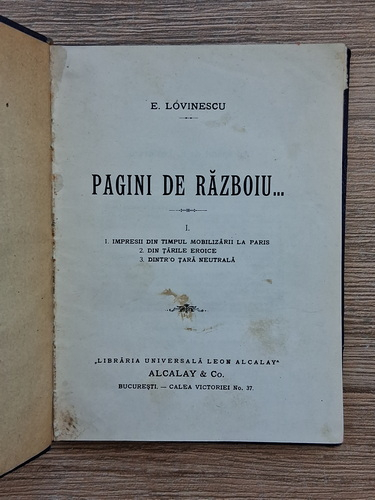 E. LÓVINESCU
PAGINI DE RĂZBOIU...
I.
1. IMPRESII DIN TIMPUL MOBILIZĂRII LA PARIS
2. DIN ȚĂRILE EROICE
3. DINTR'O ȚARĂ NEUTRALĂ
„LIBRĂRIA UNIVERSALĂ LEON ALCALAY"
ALCALAY & Co.
BUCUREȘTI. — CALEA VICTORIEI No. 37